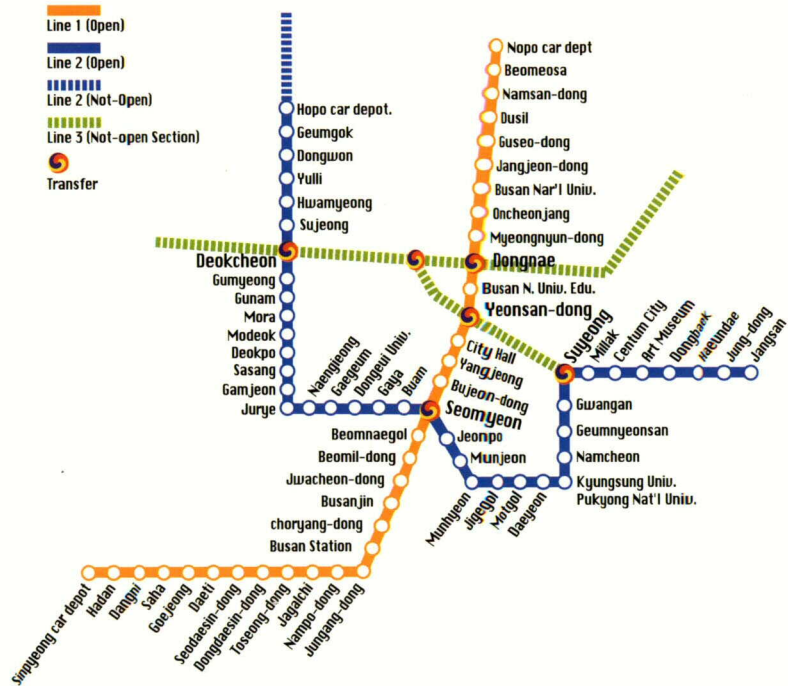 Line 1 (Open)
Line 2 (Open)
Line 2 (Not-Open)
Line 3 (Not-open Section)
Transfer
Nopo car dept
Beomeosa
Namsan-dong
Dusil
Guseo-dong
Jangjeon-dong
Busan Nar'l Univ.
Oncheonjang
Myeongnyun-dong
Dongnae
Busan N. Univ. Edu.
Yeonsan-dong
City Hall
Yangjeong
Bujeon-dong
Seomyeon
Beomnaegol
Beomil-dong
Jwacheon-dong
Busanjin
choryang-dong
Busan Station
Jungang-dong
Nampo-dong
Jagalchi
Toseong-dong
Dongdaesin-dong
Seodaesin-dong
Daeti
Goejeong
Saha
Dangni
Hadan
Sinpyeong car depot
Hopo car depot.
Geumgok
Dongwon
Yulli
Hwamyeong
Sujeong
Deokcheon
Gumyeong
Gunam
Mora
Modeok
Deokpo
Sasang
Gamjeon
Jurye
Naengjeong
Gaegeum
Dongeui Univ.
Gaya
Buam
Jeonpo
Munjeon
Munhyeon
Jigegol
Motgol
Daeyeon
Kyungsung Univ.
Pukyong Nat'l Univ.
Namcheon
Geumnyeonsan
Gwangan
Suyeong
Millak
Centum City
Art Museum
Dongbaek
Haeundae
Jung-dong
Jangsan